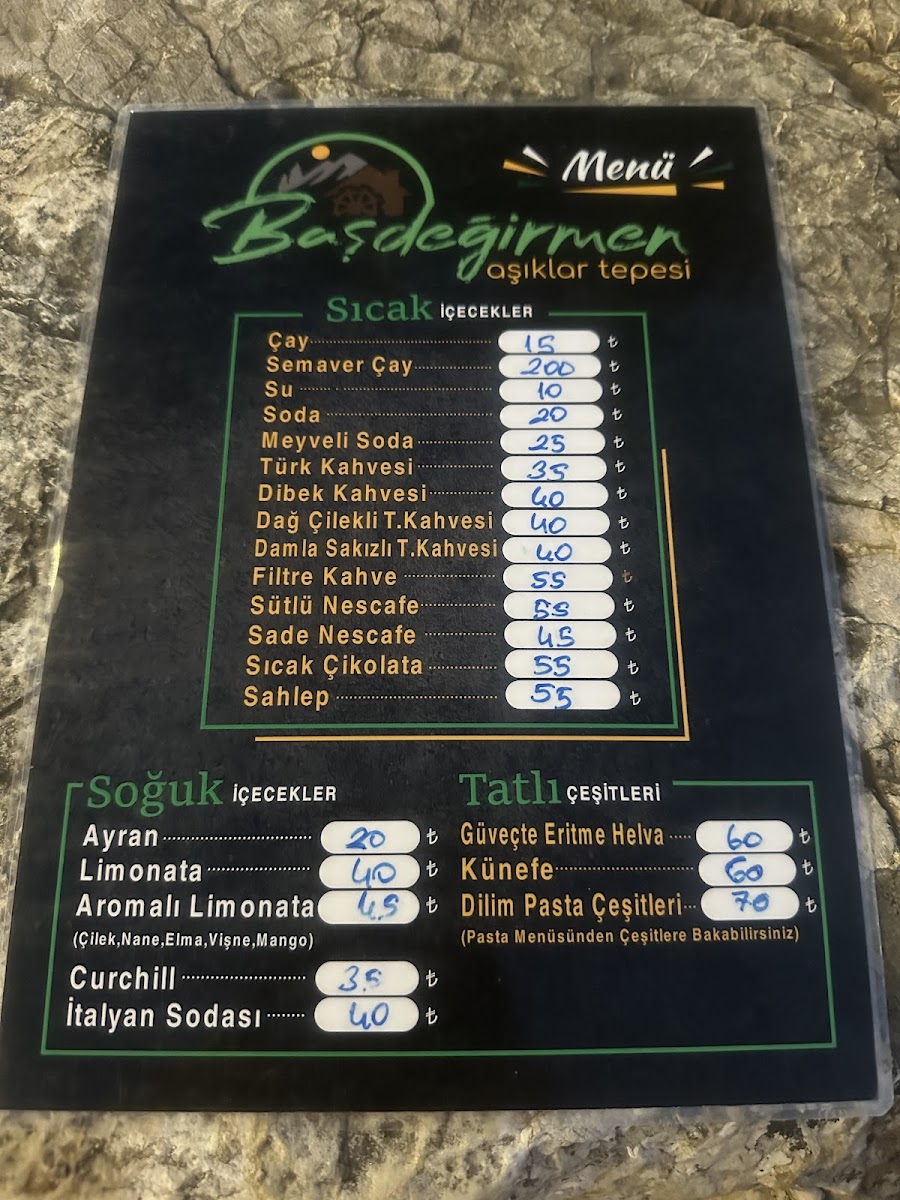 Menü
Başdeğirmen
aşıklar tepesi
Sıcak İÇECEKLER
Çay 15 ₺
Semaver Çay 200 ₺
Su 10 ₺
Soda 20 ₺
Meyveli Soda 25 ₺
Türk Kahvesi 35 ₺
Dibek Kahvesi 40 ₺
Dağ Çilekli T.Kahvesi 40 ₺
Damla Sakızlı T.Kahvesi 40 ₺
Filtre Kahve 55 ₺
Sütlü Nescafe 55 ₺
Sade Nescafe 45 ₺
Sıcak Çikolata 55 ₺
Sahlep 55 ₺
Soğuk İÇECEKLER
Ayran 20 ₺
Limonata 40 ₺
Aromalı Limonata 45 ₺
(Çilek,Nane,Elma,Vişne,Mango)
Curchill 35 ₺
İtalyan Sodası 40 ₺
Tatlı ÇEŞİTLERİ
Güveçte Eritme Helva 60 ₺
Künefe 60 ₺
Dilim Pasta Çeşitleri 70 ₺
(Pasta Menüsünden Çeşitlere Bakabilirsiniz)